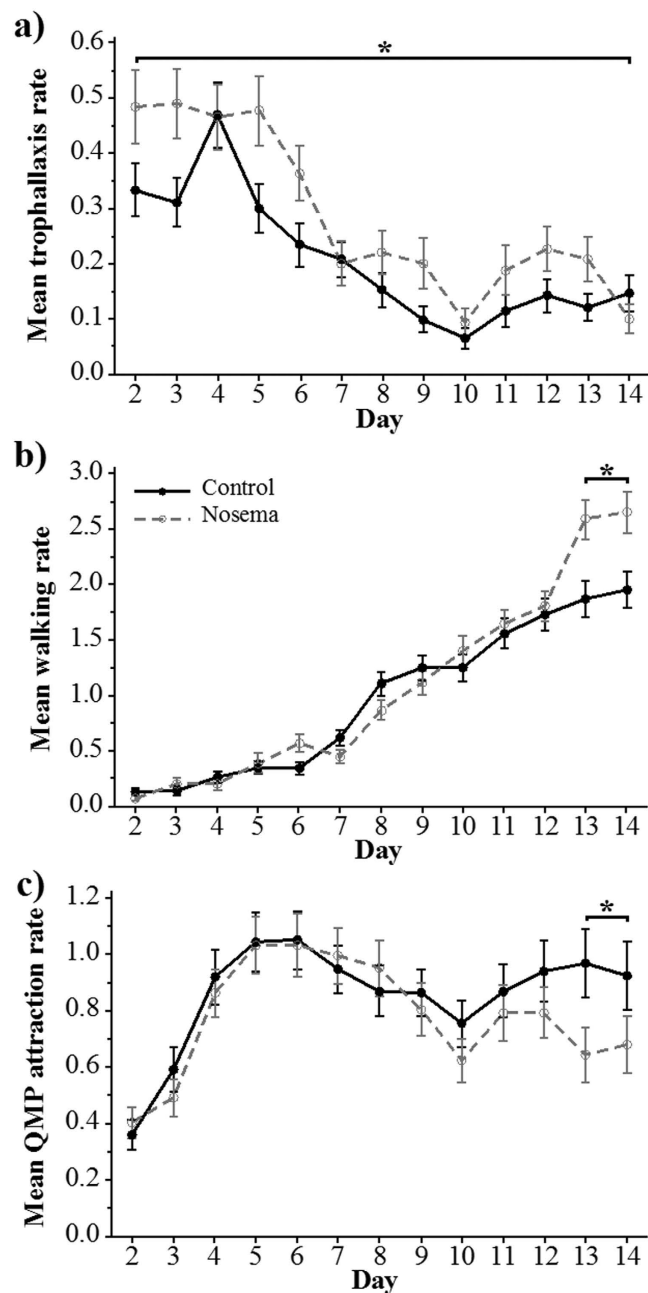 a)
*
Mean trophallaxis rate
0.6
0.5
0.4
0.3
0.2
0.1
0.0
2 3 4 5 6 7 8 9 10 11 12 13 14
Day
b)
*
Control
Nosema
Mean walking rate
3.0
2.5
2.0
1.5
1.0
0.5
0.0
2 3 4 5 6 7 8 9 10 11 12 13 14
Day
c)
*
Mean QMP attraction rate
1.2
1.0
0.8
0.6
0.4
0.2
0.0
2 3 4 5 6 7 8 9 10 11 12 13 14
Day